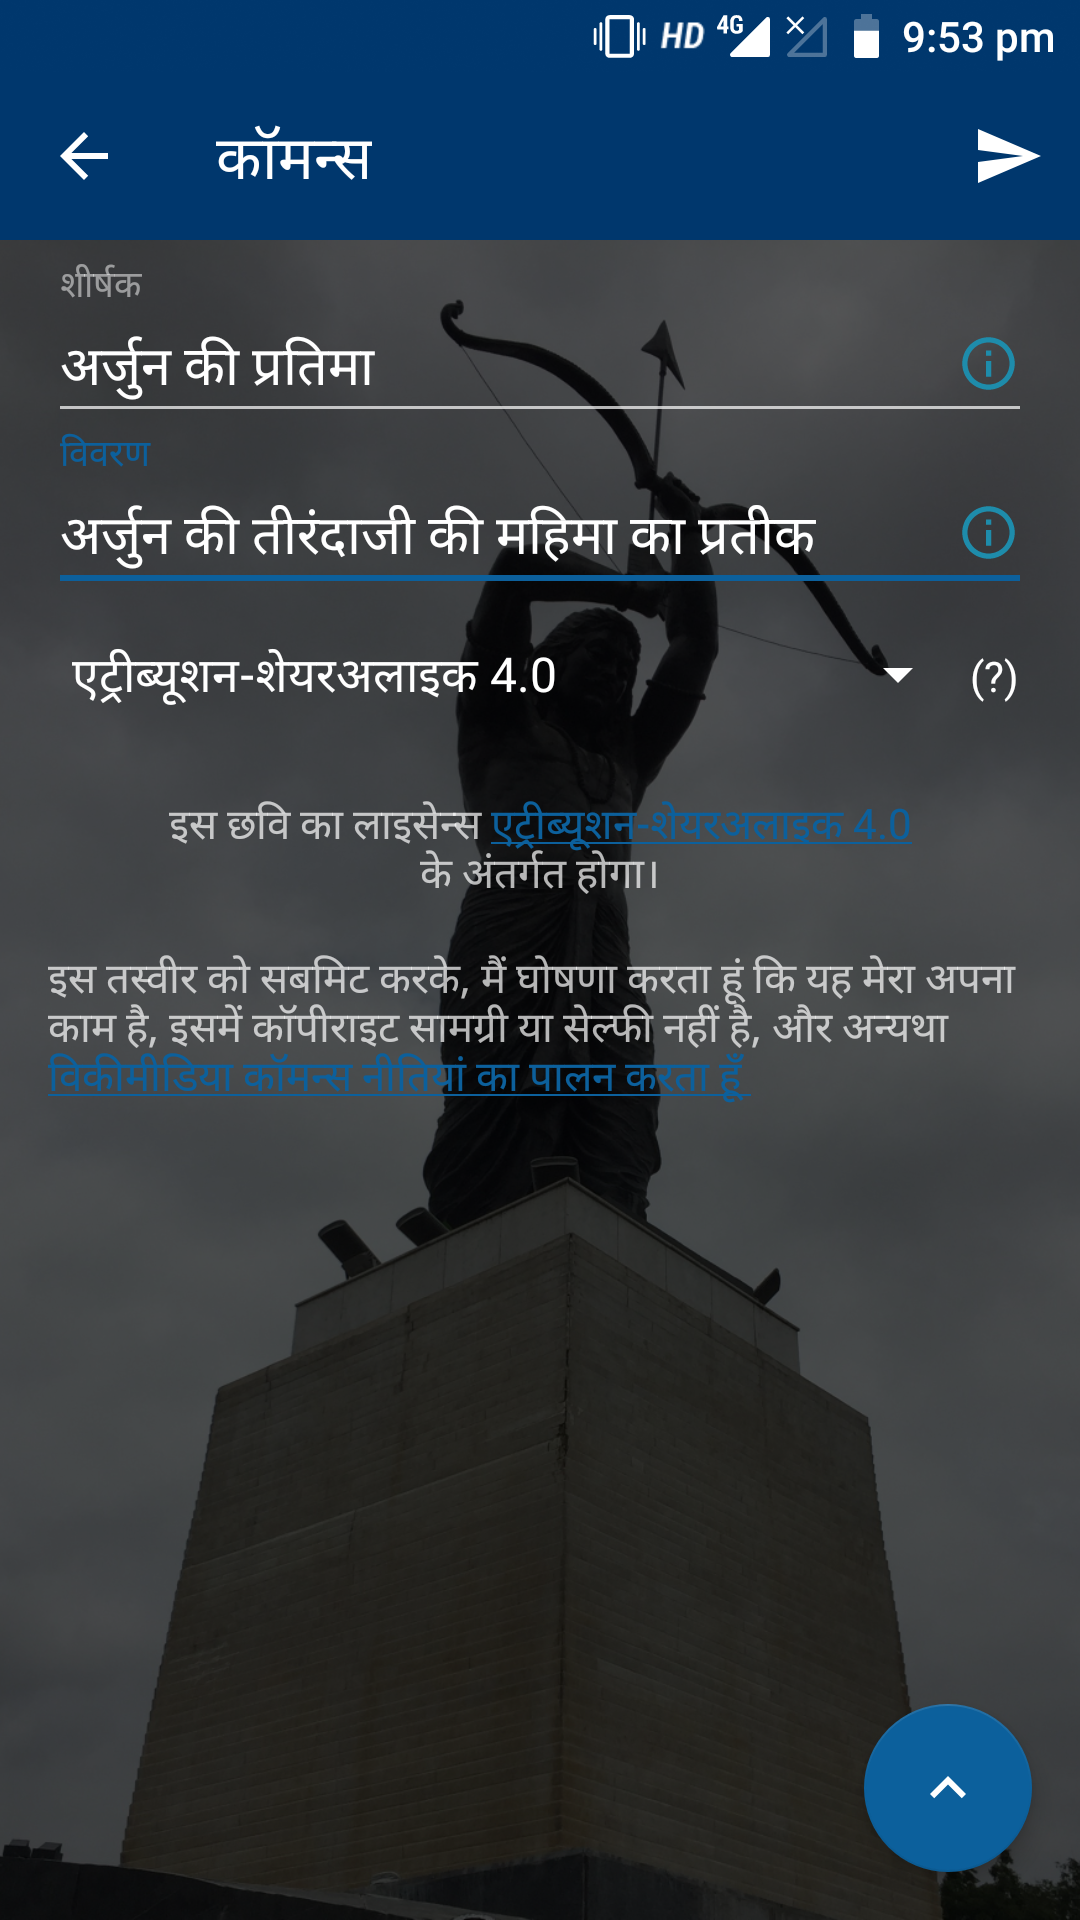 HD 4G 9:53 pm
कॉमन्स
शीर्षक
अर्जुन की प्रतिमा
विवरण
अर्जुन की तीरंदाजी की महिमा का प्रतीक
एट्रीब्यूशन-शेयरअलाइक 4.0 (?)
इस छवि का लाइसेन्स एट्रीब्यूशन-शेयरअलाइक 4.0
के अंतर्गत होगा।
इस तस्वीर को सबमिट करके, मैं घोषणा करता हूं कि यह मेरा अपना
काम है, इसमें कॉपीराइट सामग्री या सेल्फी नहीं है, और अन्यथा
विकीमीडिया कॉमन्स नीतियां का पालन करता हूँ